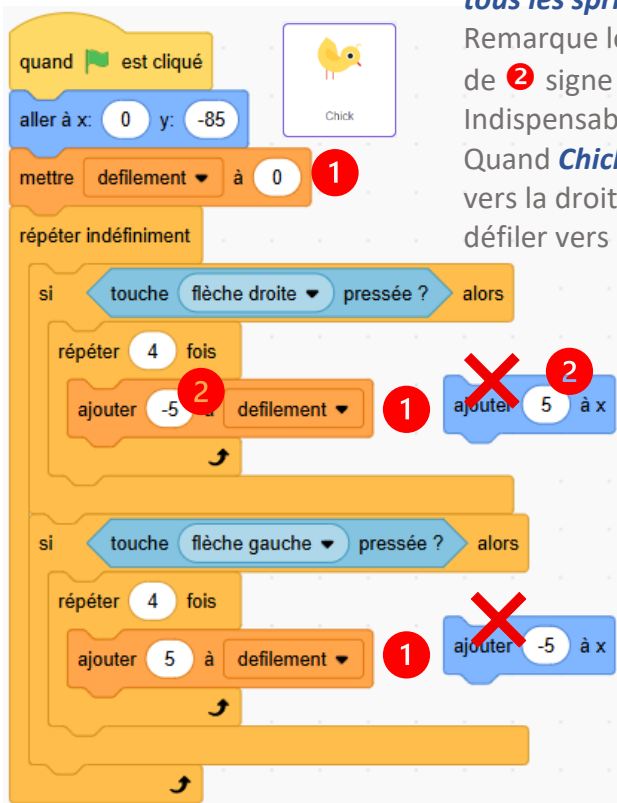 tous les spri
Remarque le
de 2 signe
Indispensab
Quand Chick
vers la droit
défiler vers
quand est cliqué
Chick
aller à x: 0 y: -85
mettre defilement à 0 1
répéter indéfiniment
si touche flèche droite pressée ? alors
répéter 4 fois
ajouter -5 2 à defilement 1
2 ajouter 5 à x
si touche flèche gauche pressée ? alors
répéter 4 fois
ajouter 5 à defilement 1
ajouter -5 à x